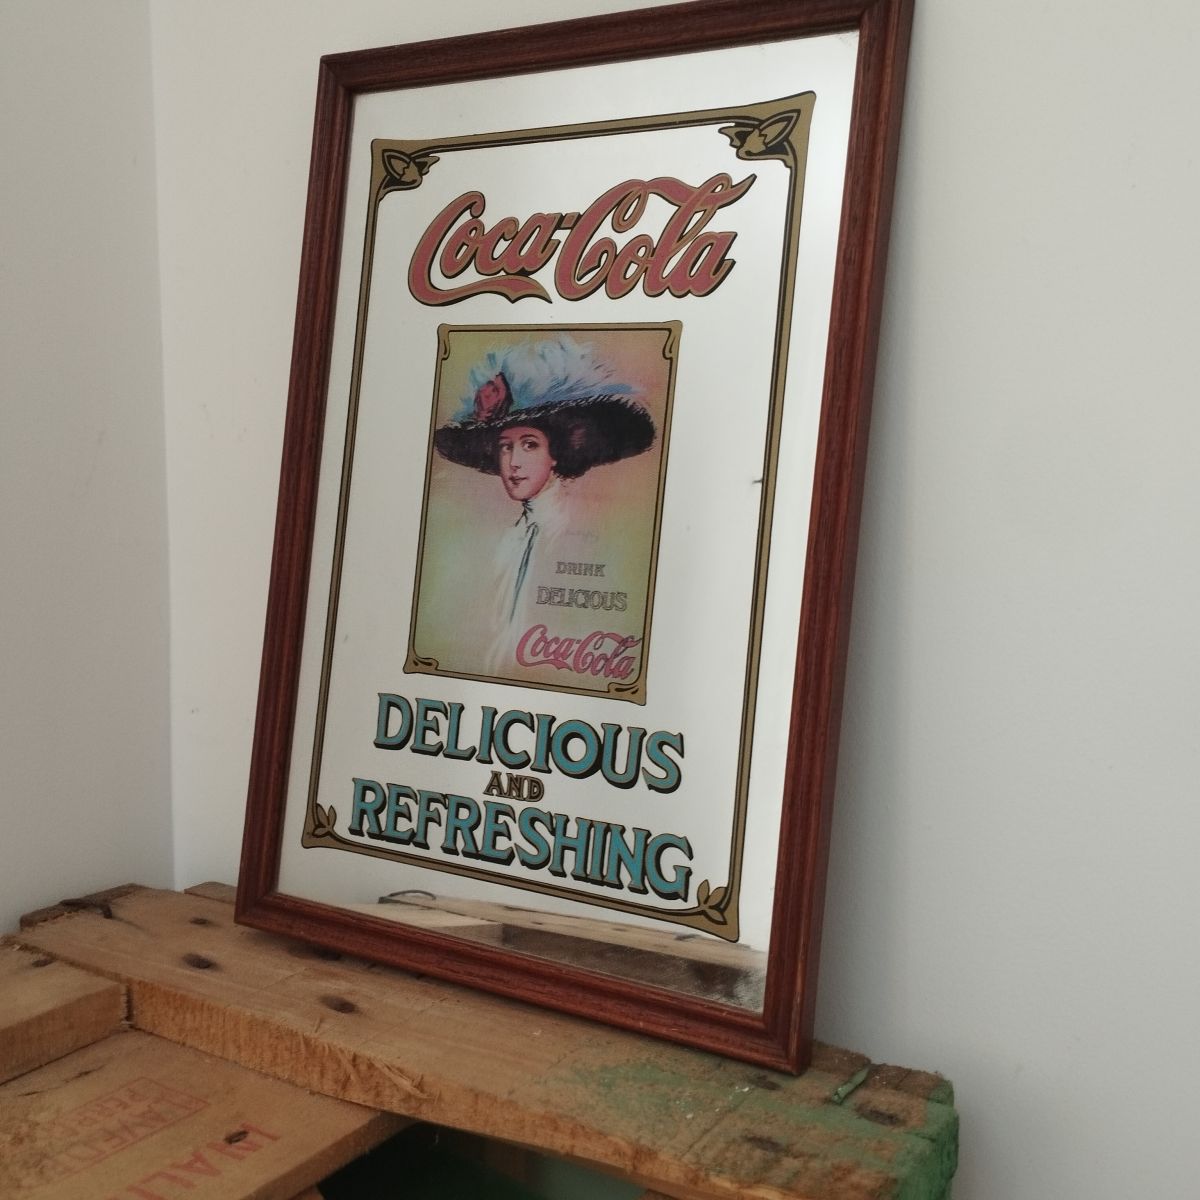 Coca-Cola
DRINK
DELICIOUS
Coca-Cola
DELICIOUS
AND
REFRESHING